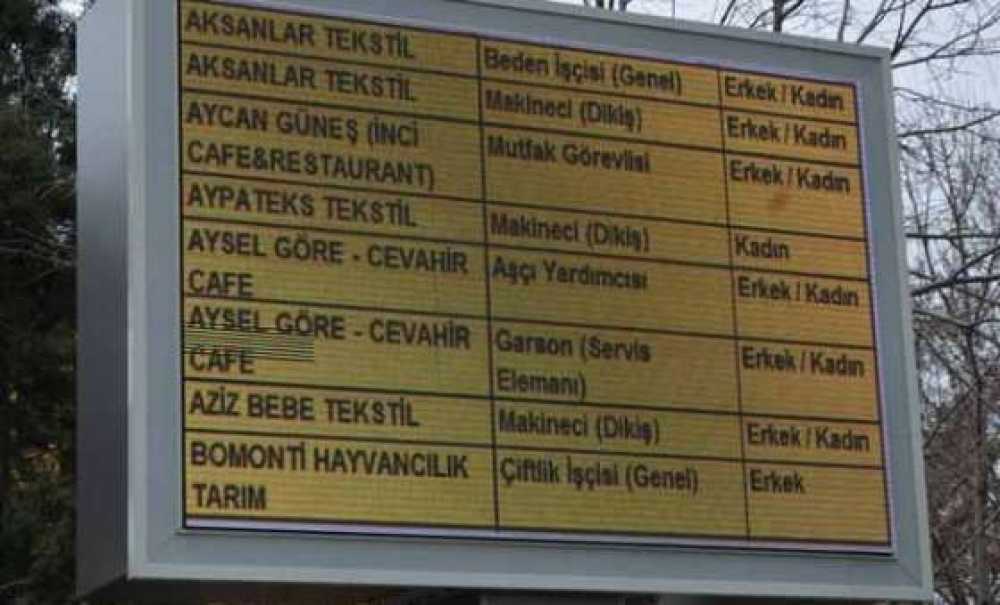 AKSANLAR TEKSTİL Beden İşçisi (Genel) Erkek / Kadın
AKSANLAR TEKSTİL Makineci (Dikiş) Erkek / Kadın
AYCAN GÜNEŞ (İNCİ Mutfak Görevlisi Erkek / Kadın
CAFE&RESTAURANT)
AYPATEKS TEKSTİL Makineci (Dikiş) Kadın
AYSEL GÖRE - CEVAHİR Aşçı Yardımcısı Erkek / Kadın
CAFE
AYSEL GÖRE - CEVAHİR Garson (Servis Erkek / Kadın
CAFE Elemanı)
AZİZ BEBE TEKSTİL Makineci (Dikiş) Erkek / Kadın
BOMONTİ HAYVANCILIK Çiftlik İşçisi (Genel) Erkek
TARIM